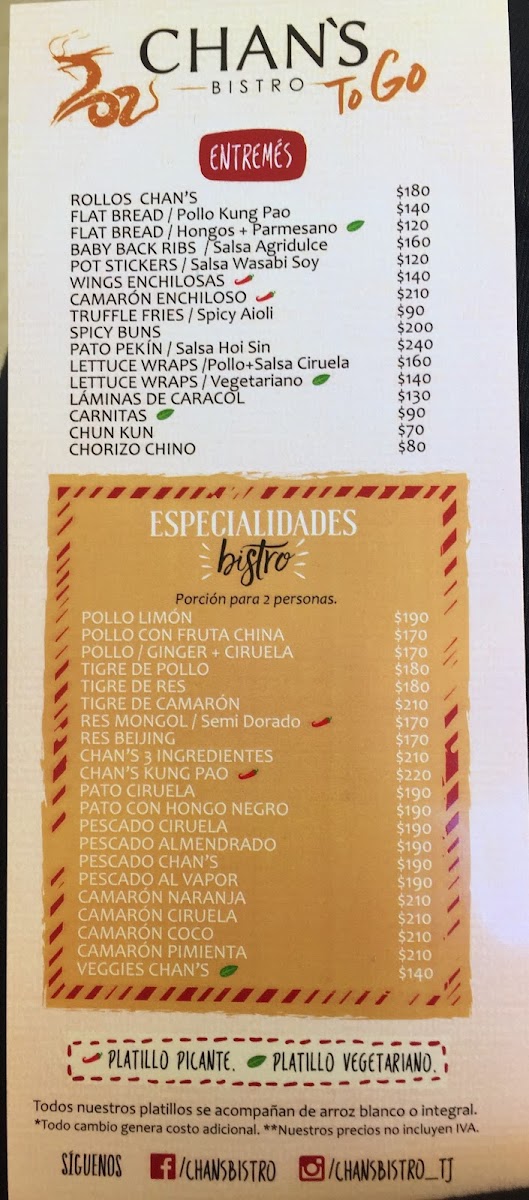 CHAN`S
BISTRO
To Go
ENTREMÉS
ROLLOS CHAN'S $180
FLAT BREAD / Pollo Kung Pao $140
FLAT BREAD / Hongos + Parmesano $120
BABY BACK RIBS / Salsa Agridulce $160
POT STICKERS / Salsa Wasabi Soy $120
WINGS ENCHILOSAS $140
CAMARÓN ENCHILOSO $210
TRUFFLE FRIES / Spicy Aioli $90
SPICY BUNS $200
PATO PEKÍN / Salsa Hoi Sin $240
LETTUCE WRAPS /Pollo+Salsa Ciruela $160
LETTUCE WRAPS / Vegetariano $140
LÁMINAS DE CARACOL $130
CARNITAS $90
CHUN KUN $70
CHORIZO CHINO $80
ESPECIALIDADES
bistro
Porción para 2 personas.
POLLO LIMÓN $190
POLLO CON FRUTA CHINA $170
POLLO / GINGER + CIRUELA $170
TIGRE DE POLLO $180
TIGRE DE RES $180
TIGRE DE CAMARÓN $210
RES MONGOL / Semi Dorado $170
RES BEIJING $170
CHAN'S 3 INGREDIENTES $210
CHAN'S KUNG PAO $220
PATO CIRUELA $190
PATO CON HONGO NEGRO $190
PESCADO CIRUELA $190
PESCADO ALMENDRADO $190
PESCADO CHAN'S $190
PESCADO AL VAPOR $190
CAMARÓN NARANJA $210
CAMARÓN CIRUELA $210
CAMARÓN COCO $210
CAMARÓN PIMIENTA $210
VEGGIES CHAN'S $140
PLATILLO PICANTE. PLATILLO VEGETARIANO.
Todos nuestros platillos se acompañan de arroz blanco o integral.
*Todo cambio genera costo adicional. **Nuestros precios no incluyen IVA.
SÍGUENOS /CHANSBISTRO /CHANSBISTRO_TJ